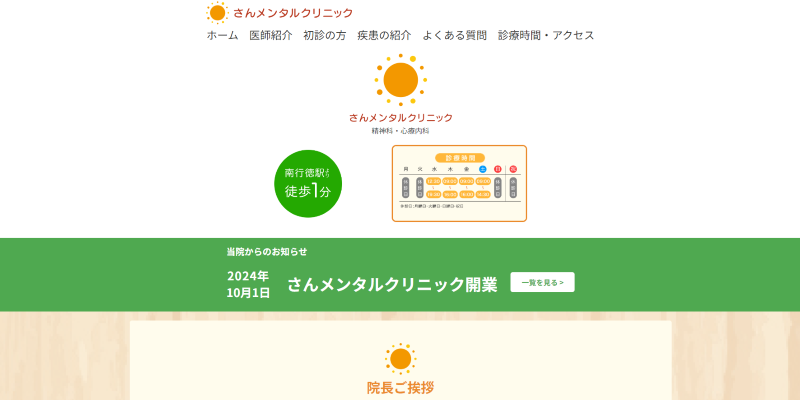 さんメンタルクリニック
ホーム 医師紹介 初診の方 疾患の紹介 よくある質問 診療時間・アクセス
さんメンタルクリニック
精神科・心療内科
南行徳駅より
徒歩1分
診療時間
月 火 水 木 金 土 日 祝
当院からのお知らせ
2024年
10月1日
さんメンタルクリニック開業
一覧を見る >
院長ご挨拶